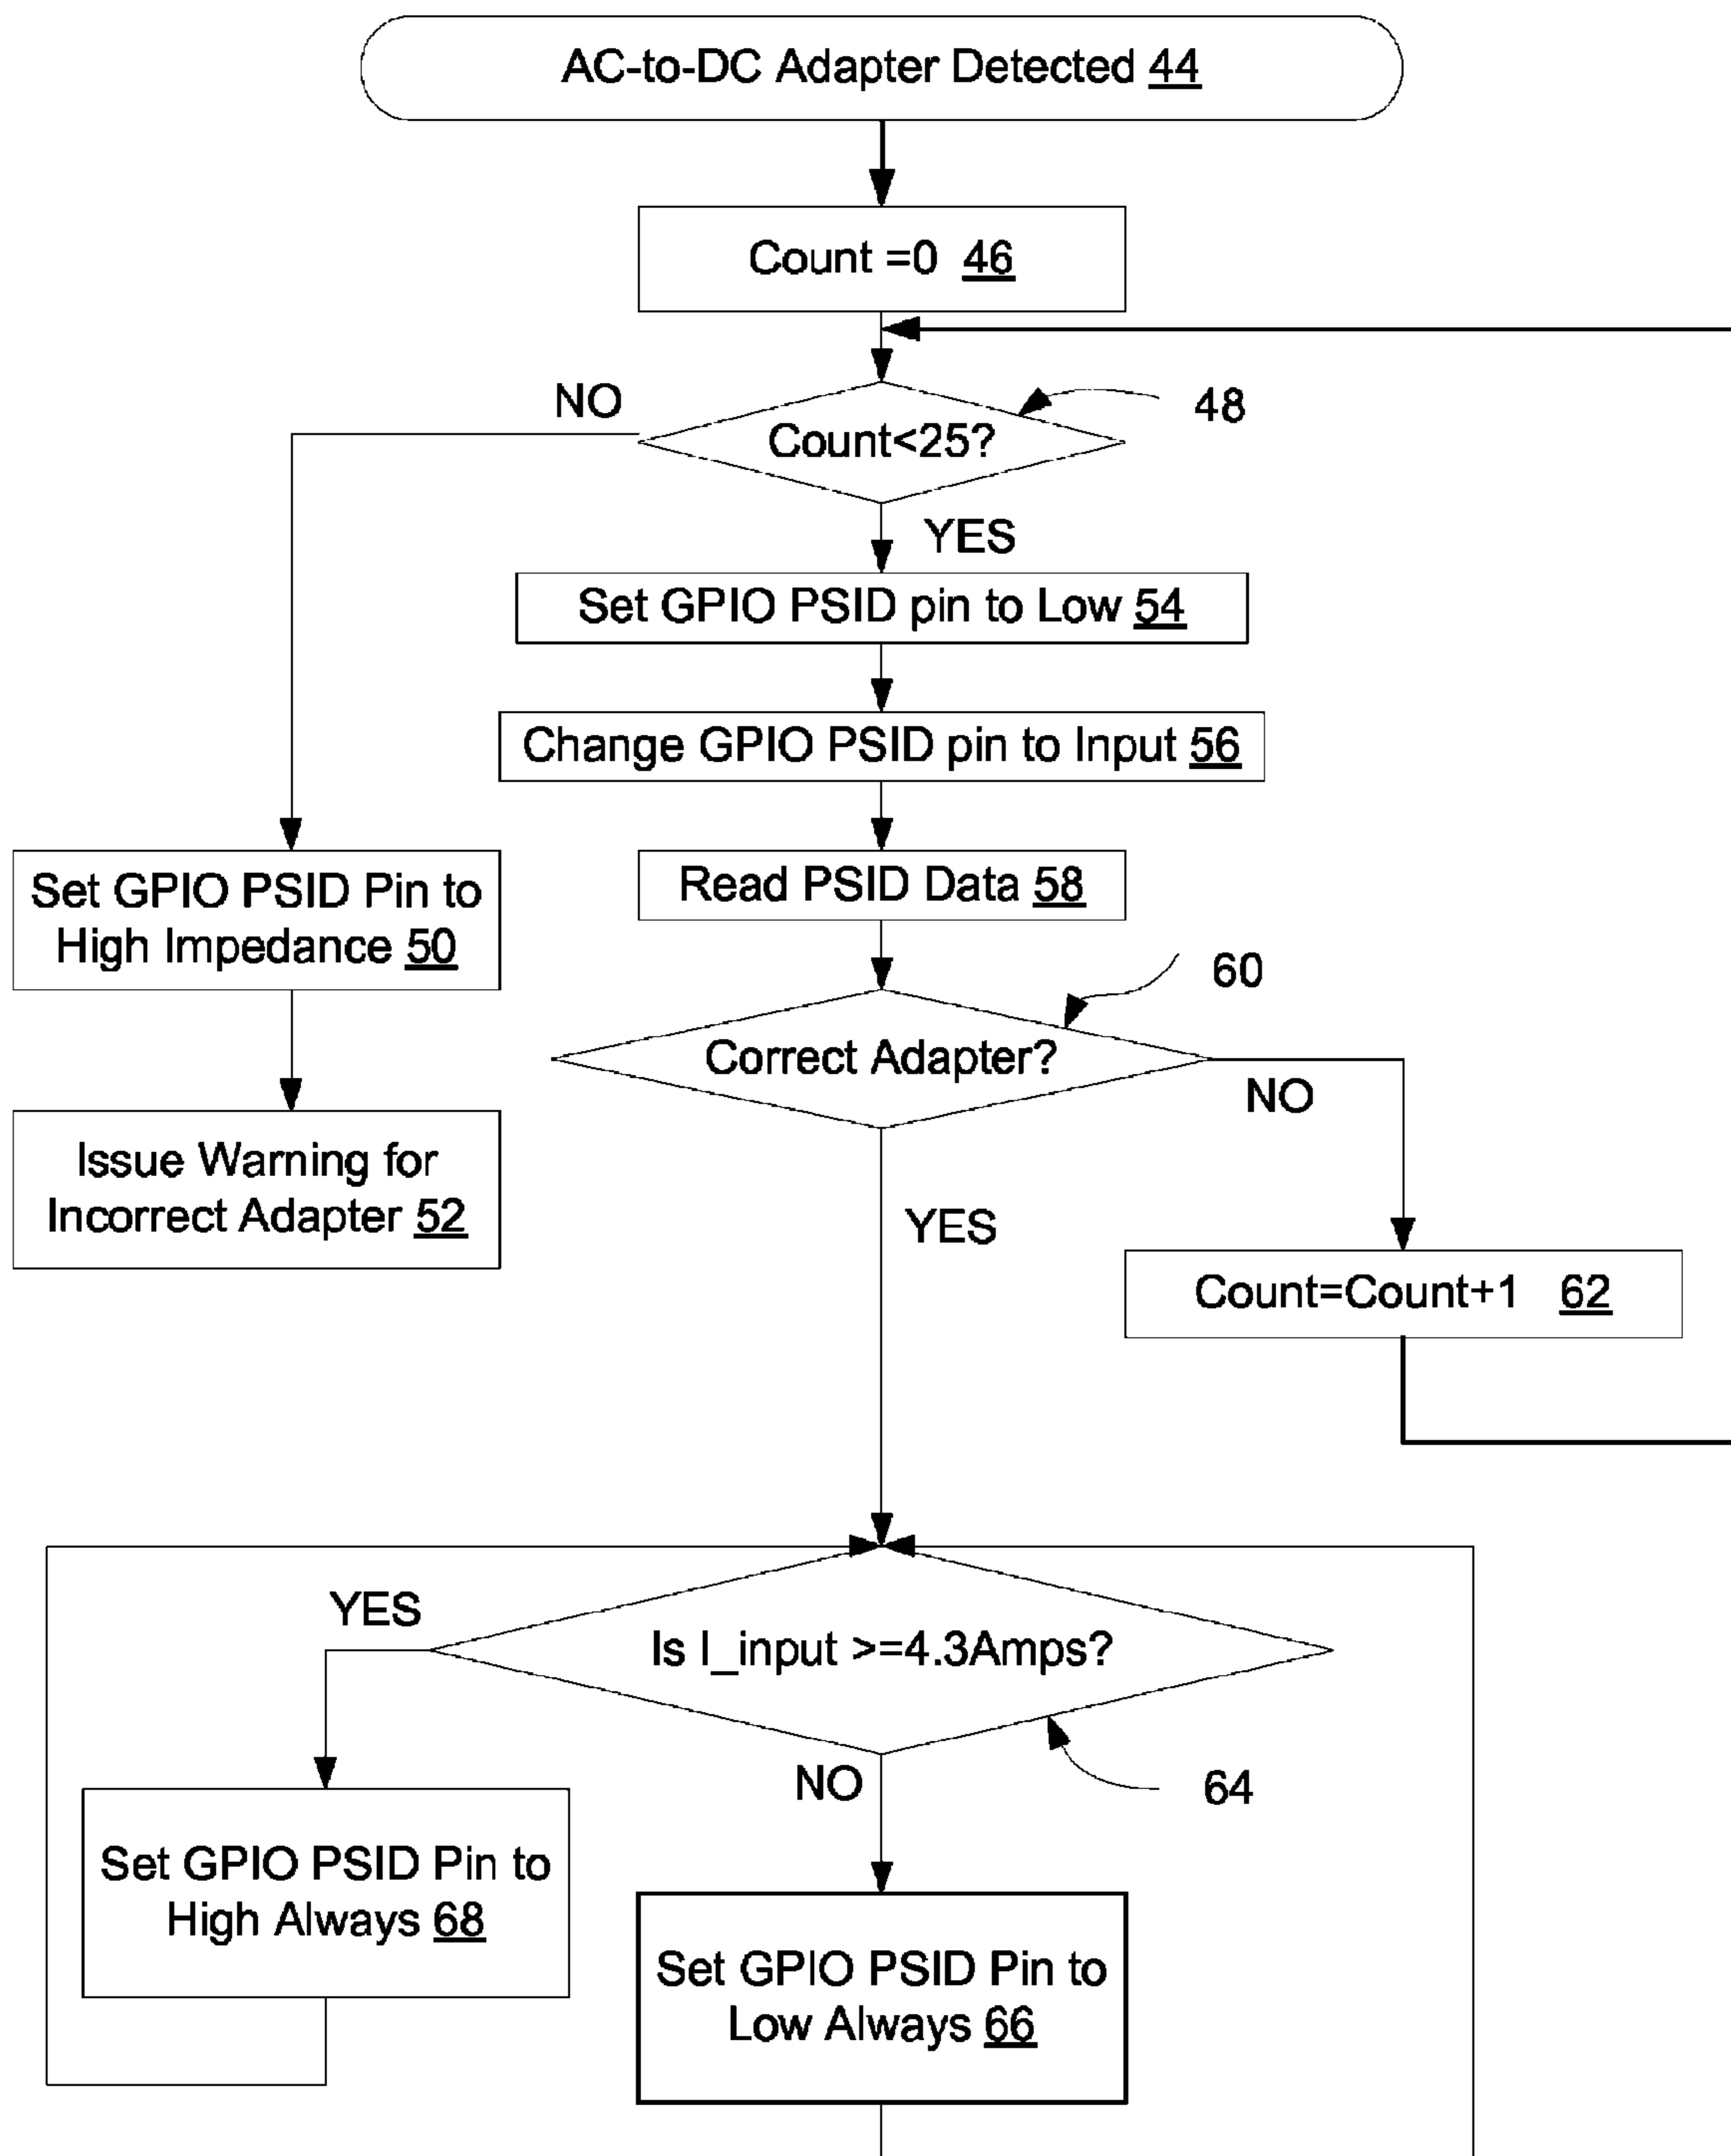 AC-to-DC Adapter Detected 44
Count =0 46
NO
48
Count<25?
YES
Set GPIO PSID pin to Low 54
Change GPIO PSID pin to Input 56
Set GPIO PSID Pin to
High Impedance 50
Read PSID Data 58
60
Correct Adapter?
NO
Issue Warning for
Incorrect Adapter 52
YES
Count=Count+1 62
YES
Is I_input >=4.3Amps?
NO
64
Set GPIO PSID Pin to
High Always 68
Set GPIO PSID Pin to
Low Always 66